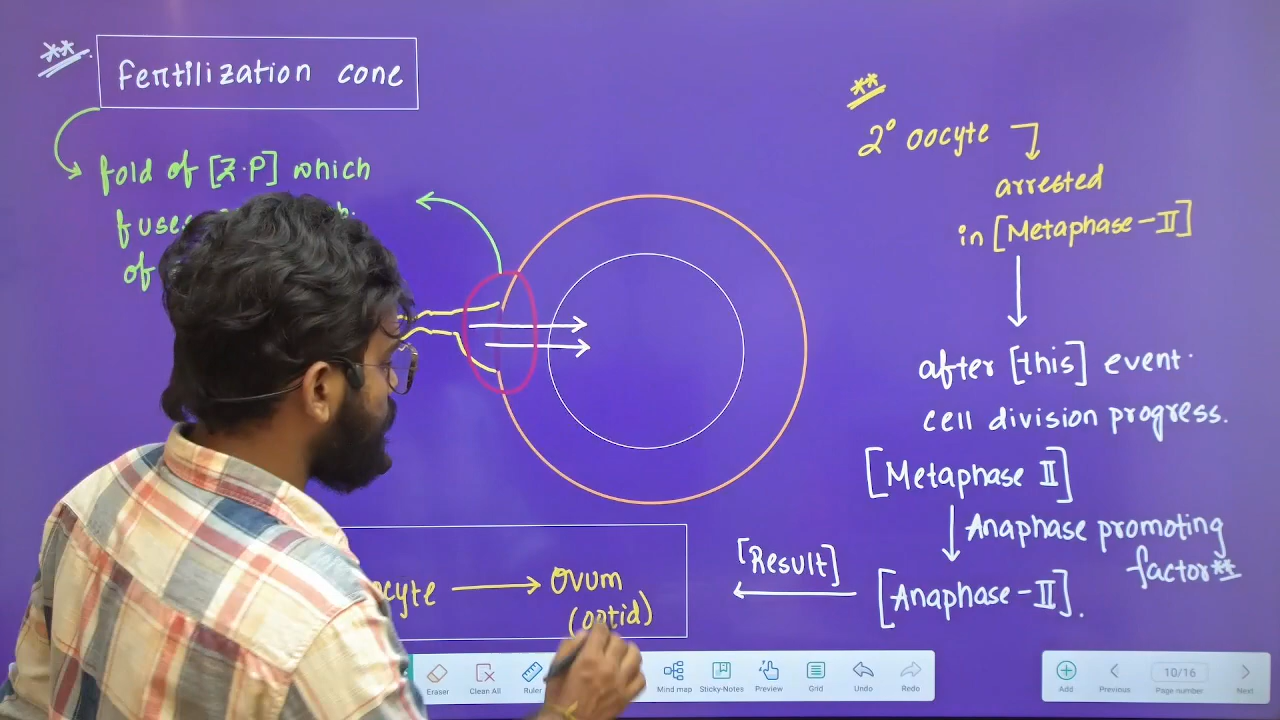 **
Fertilization cone
fold of [Z.P] which
fuses
of
**
2° oocyte
arrested
in [Metaphase-II]
after [this] event.
cell division progress.
[Metaphase II]
Anaphase promoting
factor**
[Anaphase-II].
[Result]
ocyte → Ovum
(ootid)
Eraser
Clean All
Ruler
Mind map
Sticky-Notes
Preview
Grid
Undo
Redo
Add
Previous
10/16
Page number
Next